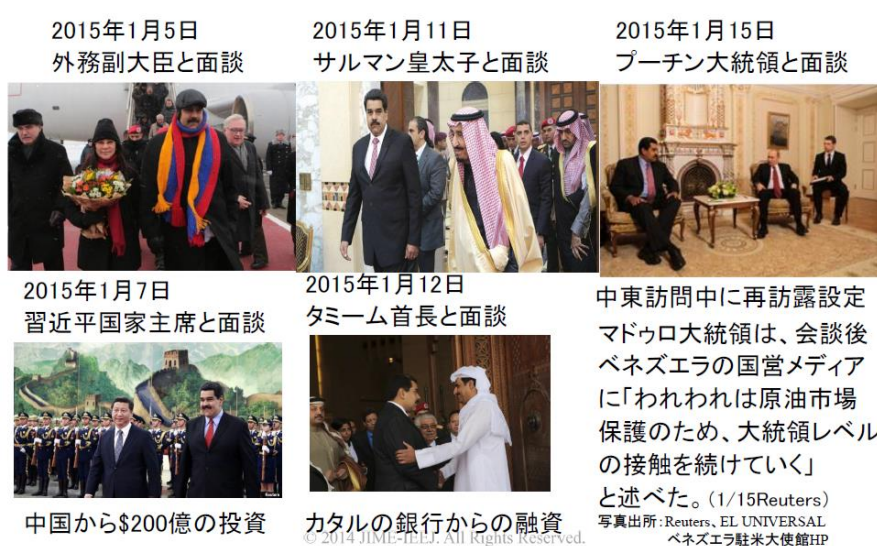 2015年1月5日
外務副大臣と面談
2015年1月7日
習近平国家主席と面談
中国から$200億の投資
2015年1月11日
サルマン皇太子と面談
2015年1月12日
タミーム首長と面談
カタルの銀行からの融資
2015年1月15日
プーチン大統領と面談
中東訪問中に再訪露設定
マドゥロ大統領は、会談後
ベネズエラの国営メディア
に「われわれは原油市場
保護のため、大統領レベル
の接触を続けていく」
と述べた。(1/15Reuters)
写真出所:Reuters、EL UNIVERSAL
ベネズエラ駐米大使館HP
© 2014 JIME-IEEJ. All Rights Reserved.